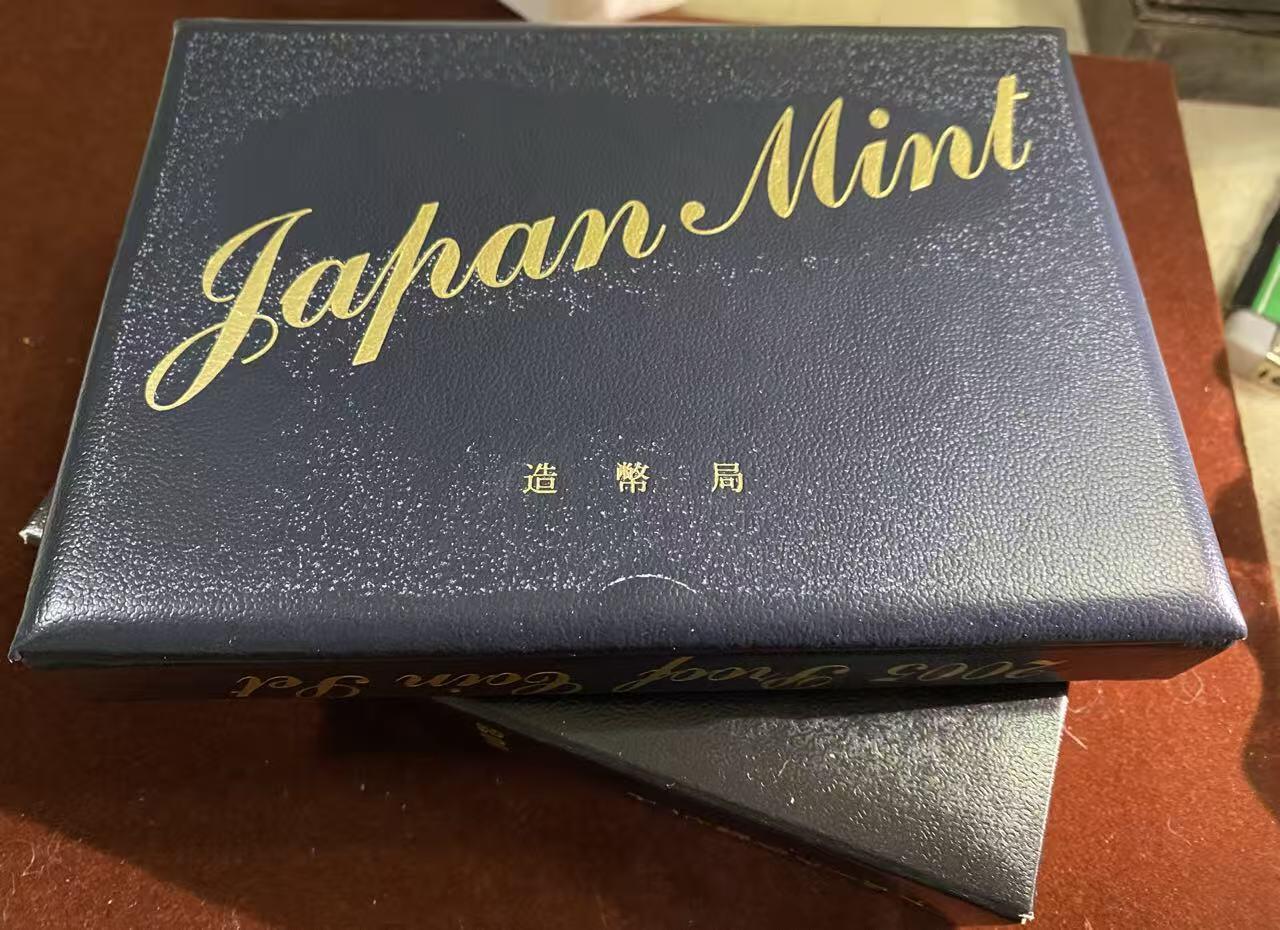 Japan Mint
造幣局
2005 Proof Coin Set